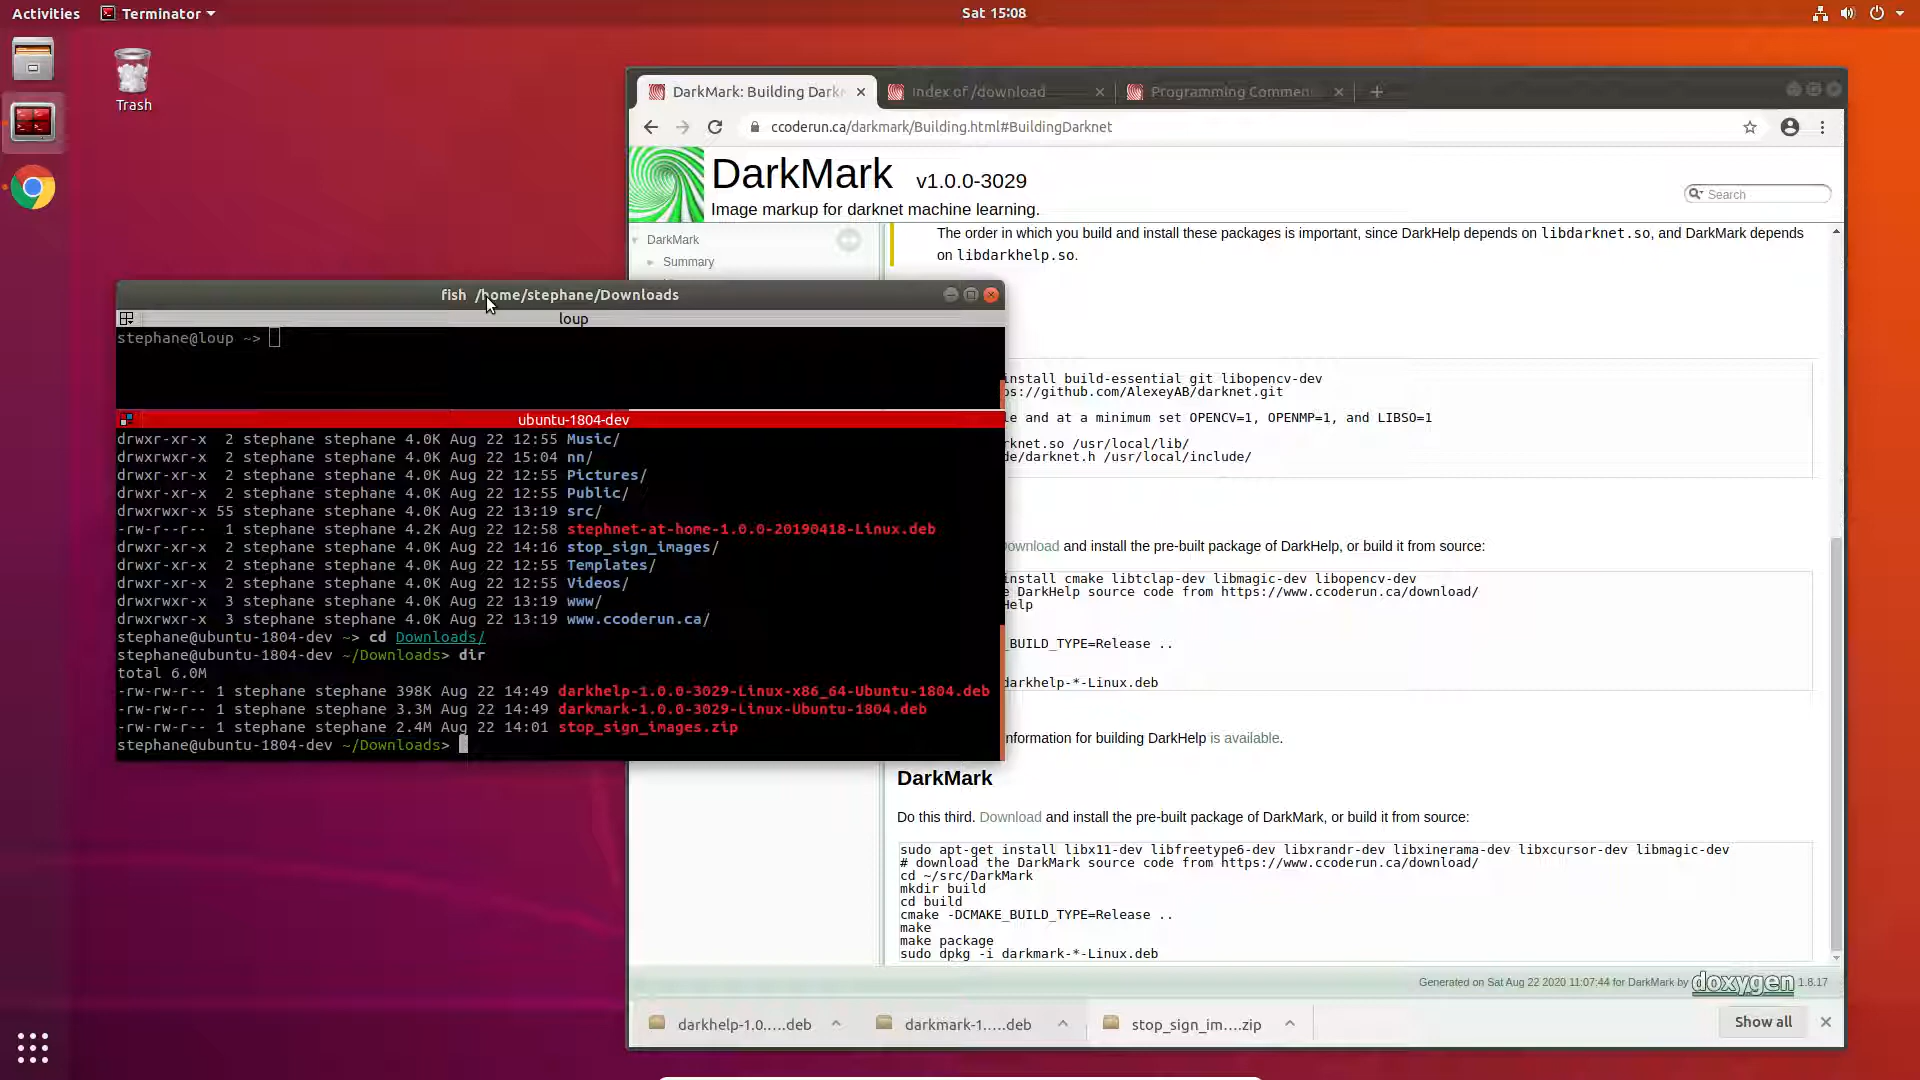 Activities
Terminator
Sat 15:08
Trash
DarkMark: Building Dark
Index of /download
Programming Commen
ccoderun.ca/darkmark/Building.html#BuildingDarknet
DarkMark v1.0.0-3029
Image markup for darknet machine learning.
Search
DarkMark
Summary
The order in which you build and install these packages is important, since DarkHelp depends on libdarknet.so, and DarkMark depends
on libdarkhelp.so.
fish /home/stephane/Downloads
loup
stephane@loup ~>
ubuntu-1804-dev
drwxr-xr-x 2 stephane stephane 4.0K Aug 22 12:55 Music/
drwxrwxr-x 2 stephane stephane 4.0K Aug 22 15:04 nn/
drwxr-xr-x 2 stephane stephane 4.0K Aug 22 12:55 Pictures/
drwxr-xr-x 2 stephane stephane 4.0K Aug 22 12:55 Public/
drwxrwxr-x 55 stephane stephane 4.0K Aug 22 13:19 src/
-rw-r--r-- 1 stephane stephane 4.2K Aug 22 12:58 stephnet-at-home-1.0.0-20190418-Linux.deb
drwxr-xr-x 2 stephane stephane 4.0K Aug 22 14:16 stop_sign_images/
drwxr-xr-x 2 stephane stephane 4.0K Aug 22 12:55 Templates/
drwxr-xr-x 2 stephane stephane 4.0K Aug 22 12:55 Videos/
drwxrwxr-x 3 stephane stephane 4.0K Aug 22 13:19 www/
drwxrwxr-x 3 stephane stephane 4.0K Aug 22 13:19 www.ccoderun.ca/
stephane@ubuntu-1804-dev ~> cd Downloads/
stephane@ubuntu-1804-dev ~/Downloads> dir
total 6.0M
-rw-rw-r-- 1 stephane stephane 398K Aug 22 14:49 darkhelp-1.0.0-3029-Linux-x86_64-Ubuntu-1804.deb
-rw-rw-r-- 1 stephane stephane 3.3M Aug 22 14:49 darkmark-1.0.0-3029-Linux-Ubuntu-1804.deb
-rw-rw-r-- 1 stephane stephane 2.4M Aug 22 14:01 stop_sign_images.zip
stephane@ubuntu-1804-dev ~/Downloads>
install build-essential git libopencv-dev
ps://github.com/AlexeyAB/darknet.git
le and at a minimum set OPENCV=1, OPENMP=1, and LIBSO=1
rknet.so /usr/local/lib/
de/darknet.h /usr/local/include/
ownload and install the pre-built package of DarkHelp, or build it from source:
install cmake libtclap-dev libmagic-dev libopencv-dev
e DarkHelp source code from https://www.ccoderun.ca/download/
Help
BUILD_TYPE=Release ..
darkhelp-*-Linux.deb
nformation for building DarkHelp is available.
DarkMark
Do this third. Download and install the pre-built package of DarkMark, or build it from source:
sudo apt-get install libx11-dev libfreetype6-dev libxrandr-dev libxinerama-dev libxcursor-dev libmagic-dev
# download the DarkMark source code from https://www.ccoderun.ca/download/
cd ~/src/DarkMark
mkdir build
cd build
cmake -DCMAKE_BUILD_TYPE=Release ..
make
make package
sudo dpkg -i darkmark-*-Linux.deb
Generated on Sat Aug 22 2020 11:07:44 for DarkMark by doxygen 1.8.17
darkhelp-1.0.....deb
darkmark-1.....deb
stop_sign_im....zip
Show all